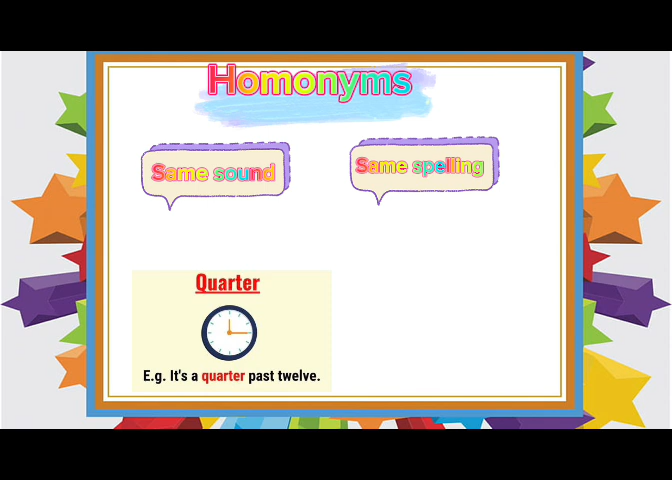 Homonyms
Same sound
Same spelling
Quarter
E.g. It's a quarter past twelve.